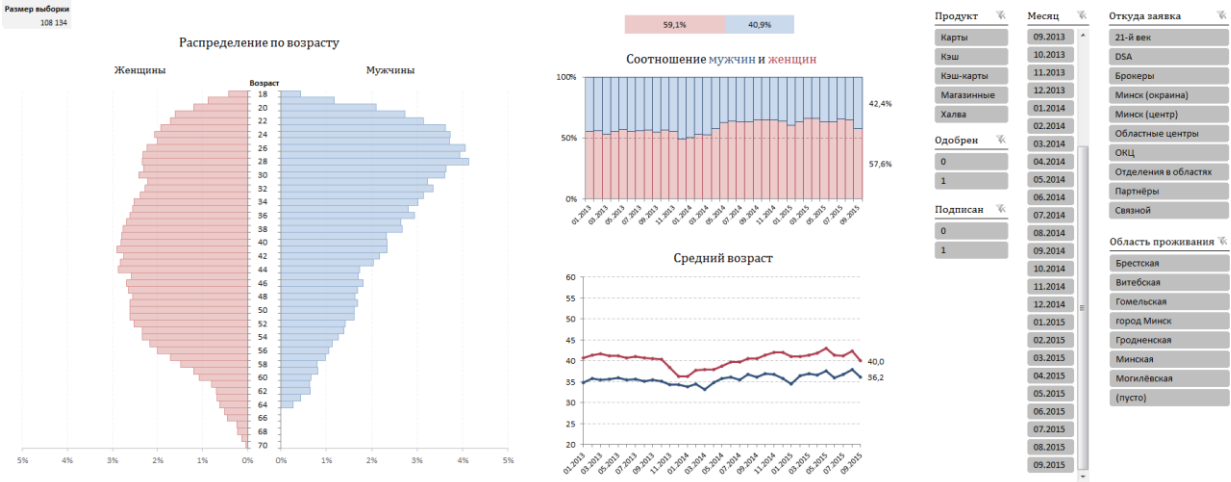 Размер выборки
108 134
Распределение по возрасту
Женщины
Мужчины
Возраст
18
20
22
24
26
28
30
32
34
36
38
40
42
44
46
48
50
52
54
56
58
60
62
64
66
68
70
5% 4% 3% 2% 1% 0% 0% 1% 2% 3% 4% 5%
59,1% 40,9%
Соотношение мужчин и женщин
100%
50%
0%
42,4%
57,6%
01.2013 03.2013 05.2013 07.2013 09.2013 11.2013 01.2014 03.2014 05.2014 07.2014 09.2014 11.2014 01.2015 03.2015 05.2015 07.2015 09.2015
Средний возраст
60
55
50
45
40
35
30
25
20
40,0
36,2
01.2013 03.2013 05.2013 07.2013 09.2013 11.2013 01.2014 03.2014 05.2014 07.2014 09.2014 11.2014 01.2015 03.2015 05.2015 07.2015 09.2015
Продукт
Карты
Кэш
Кэш-карты
Магазинные
Халва
Одобрен
0
1
Подписан
0
1
Месяц
09.2013
10.2013
11.2013
12.2013
01.2014
02.2014
03.2014
04.2014
05.2014
06.2014
07.2014
08.2014
09.2014
10.2014
11.2014
12.2014
01.2015
02.2015
03.2015
04.2015
05.2015
06.2015
07.2015
08.2015
09.2015
Откуда заявка
21-й век
DSA
Брокеры
Минск (окраина)
Минск (центр)
Областные центры
ОКЦ
Отделения в областях
Партнёры
Связной
Область проживания
Брестская
Витебская
Гомельская
город Минск
Гродненская
Минская
Могилёвская
(пусто)